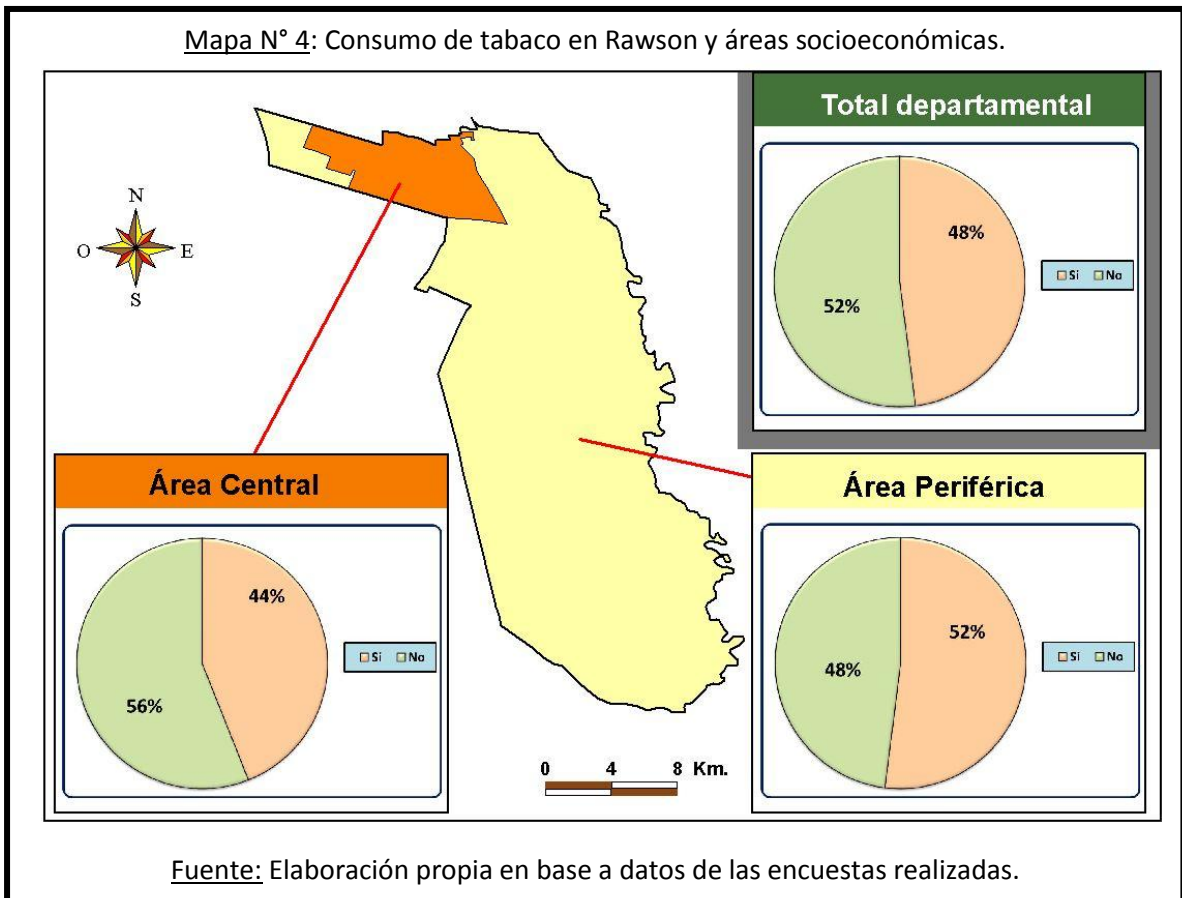 Mapa N° 4: Consumo de tabaco en Rawson y áreas socioeconómicas.
Total departamental
48%
52%
Si No
N
O E
S
Área Central
44%
56%
Si No
Área Periférica
52%
48%
Si No
0 4 8 Km.
Fuente: Elaboración propia en base a datos de las encuestas realizadas.